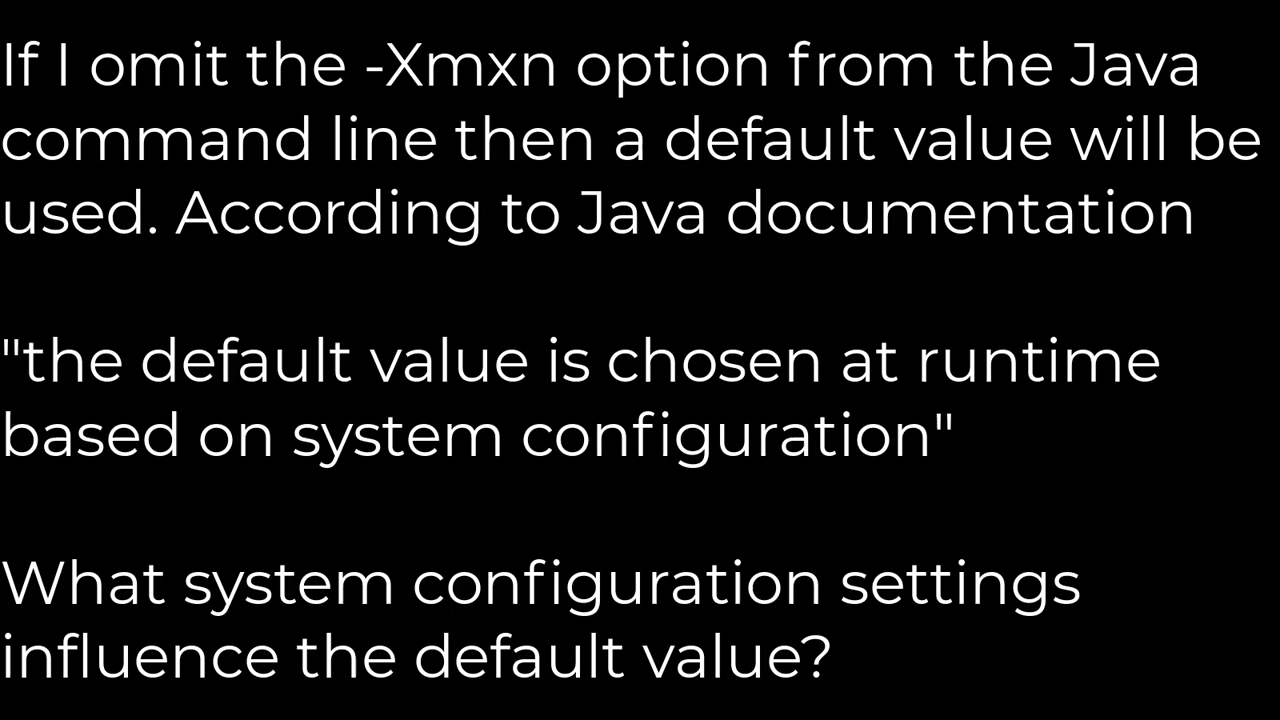 If I omit the -Xmxn option from the Java
command line then a default value will be
used. According to Java documentation
"the default value is chosen at runtime
based on system configuration"
What system configuration settings
influence the default value?